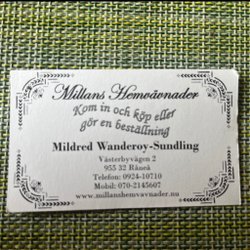 Millans Hemvävnader
Kom in och köp eller
gör en beställning
Mildred Wanderoy-Sundling
Västerbyvägen 2
955 32 Råneå
Telefon: 0924-10710
Mobil: 070-2145607
www.millanshemvavnader.nu